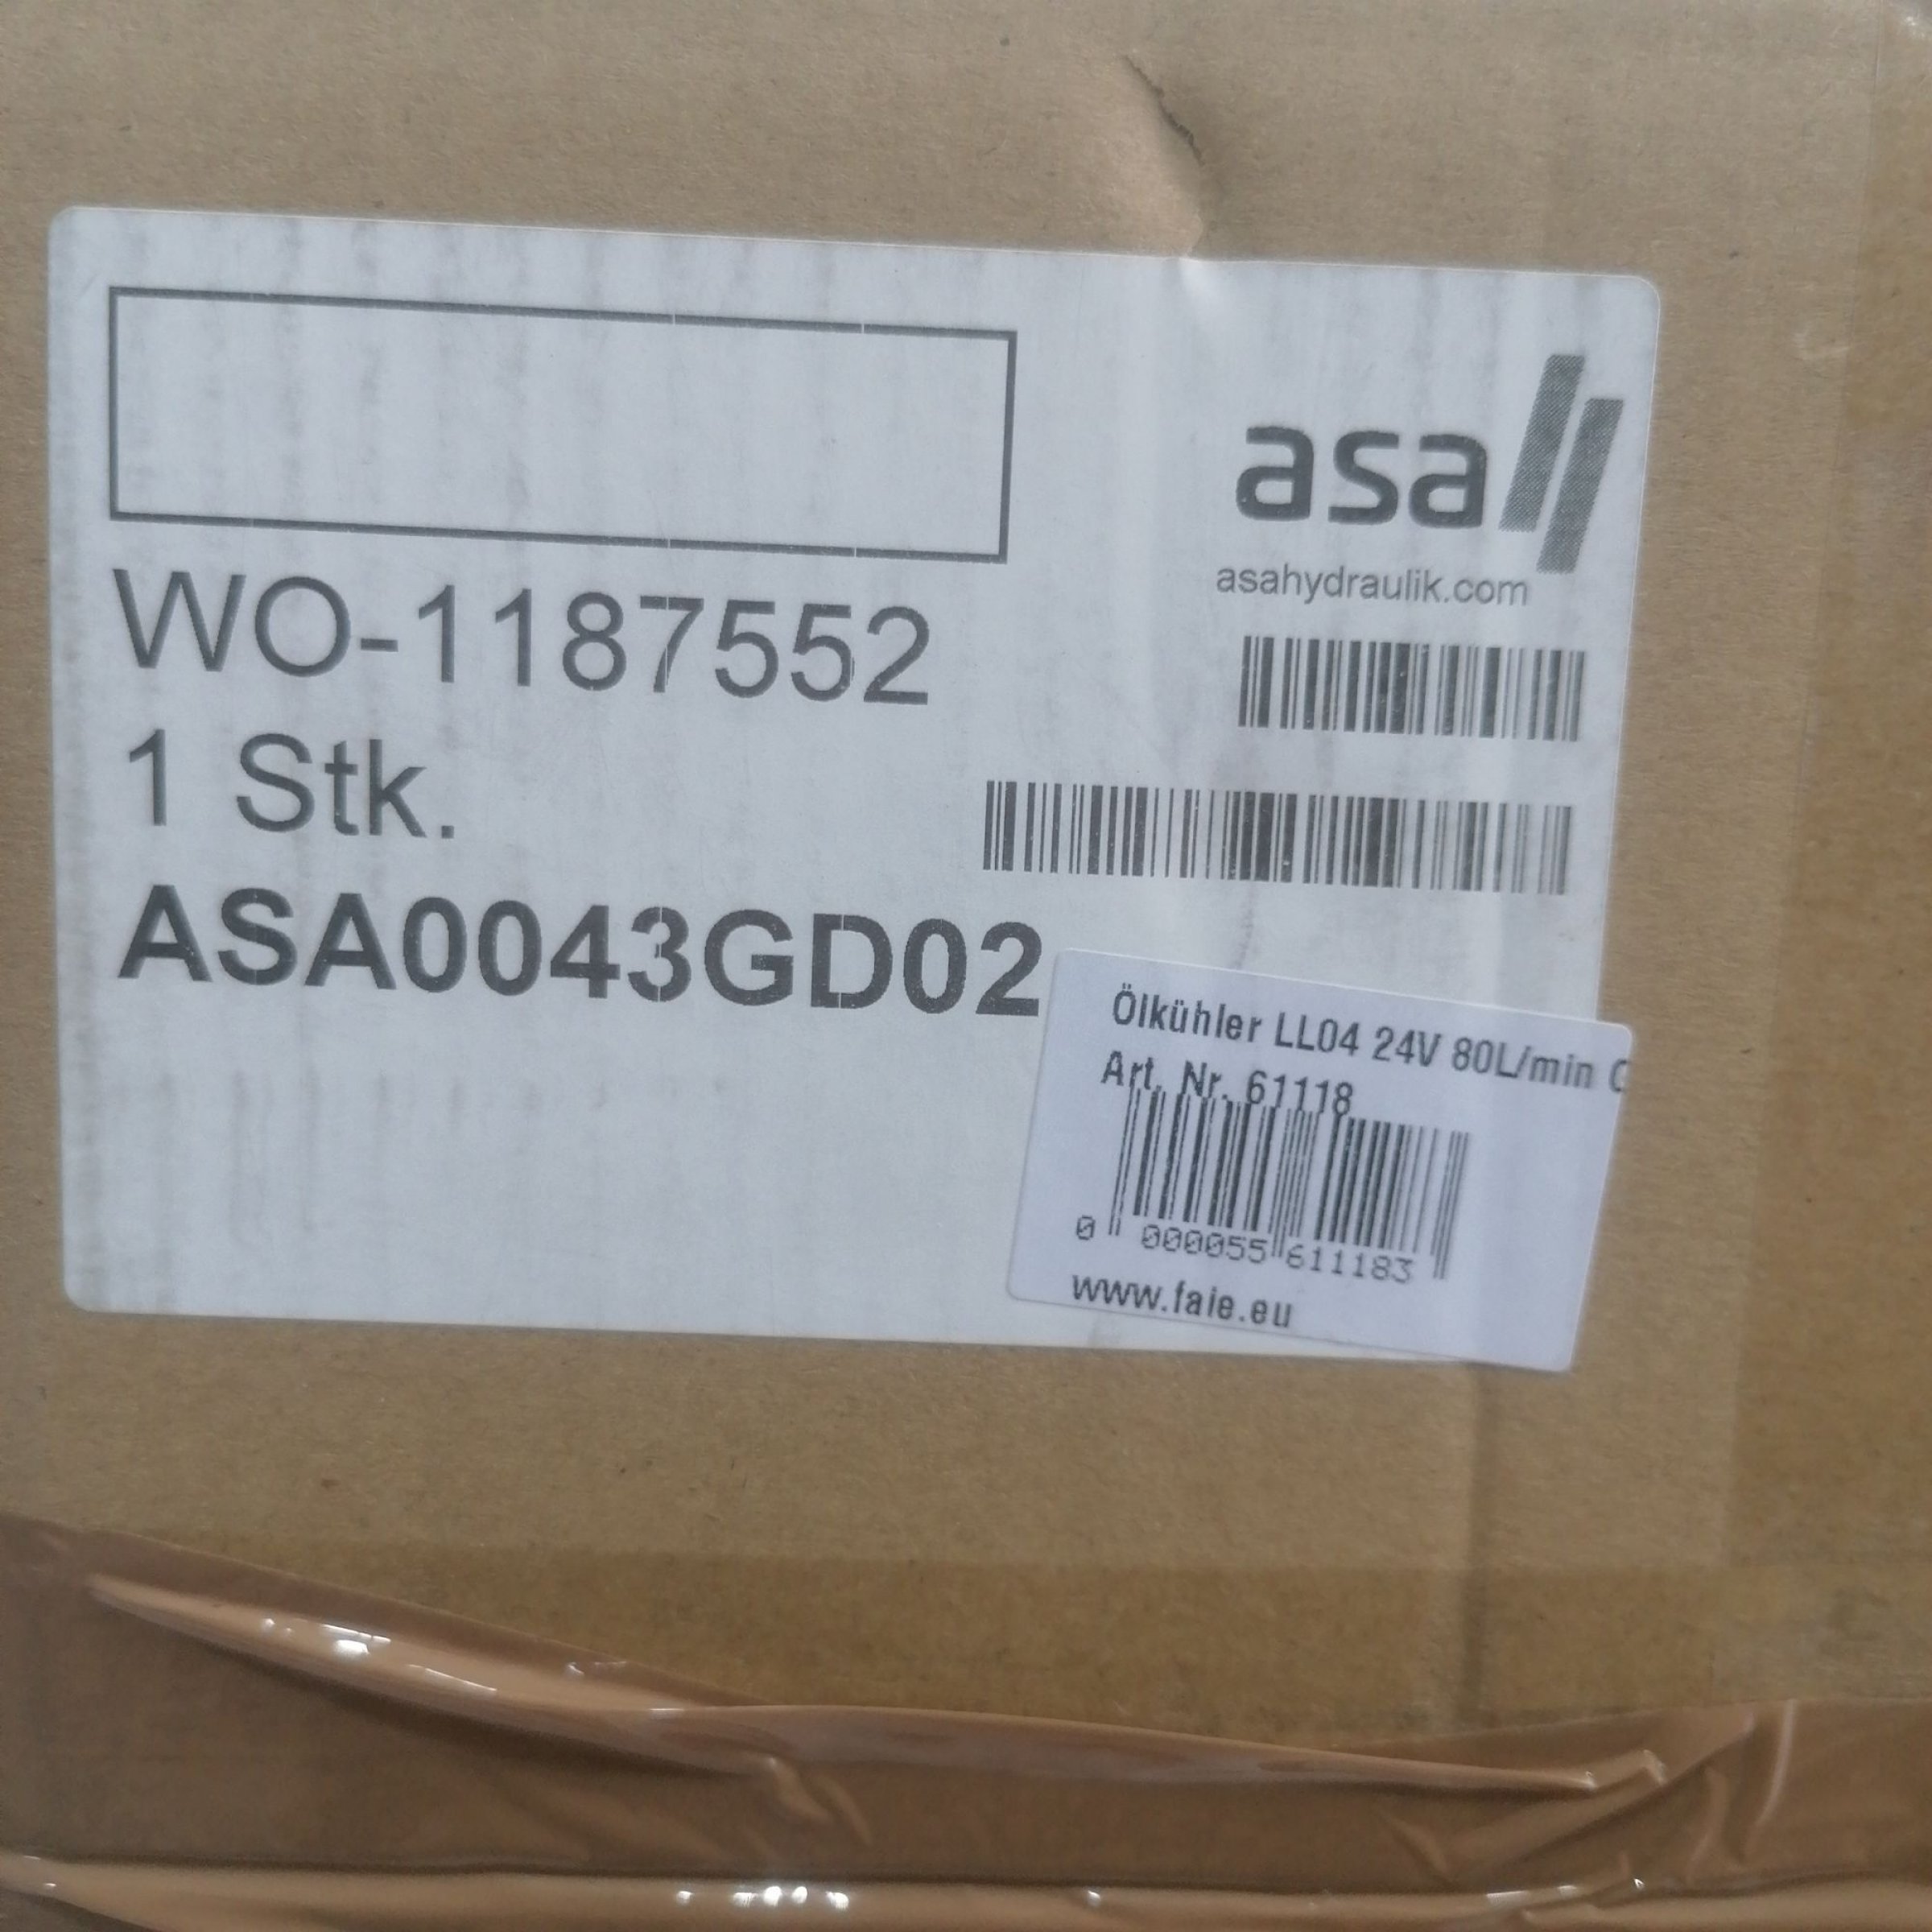 asa
asahydraulik.com
WO-1187552
1 Stk.
ASA0043GD02
Ölkühler LL04 24V 80L/min
Art. Nr. 61118
0 000055 611183
www.faie.eu